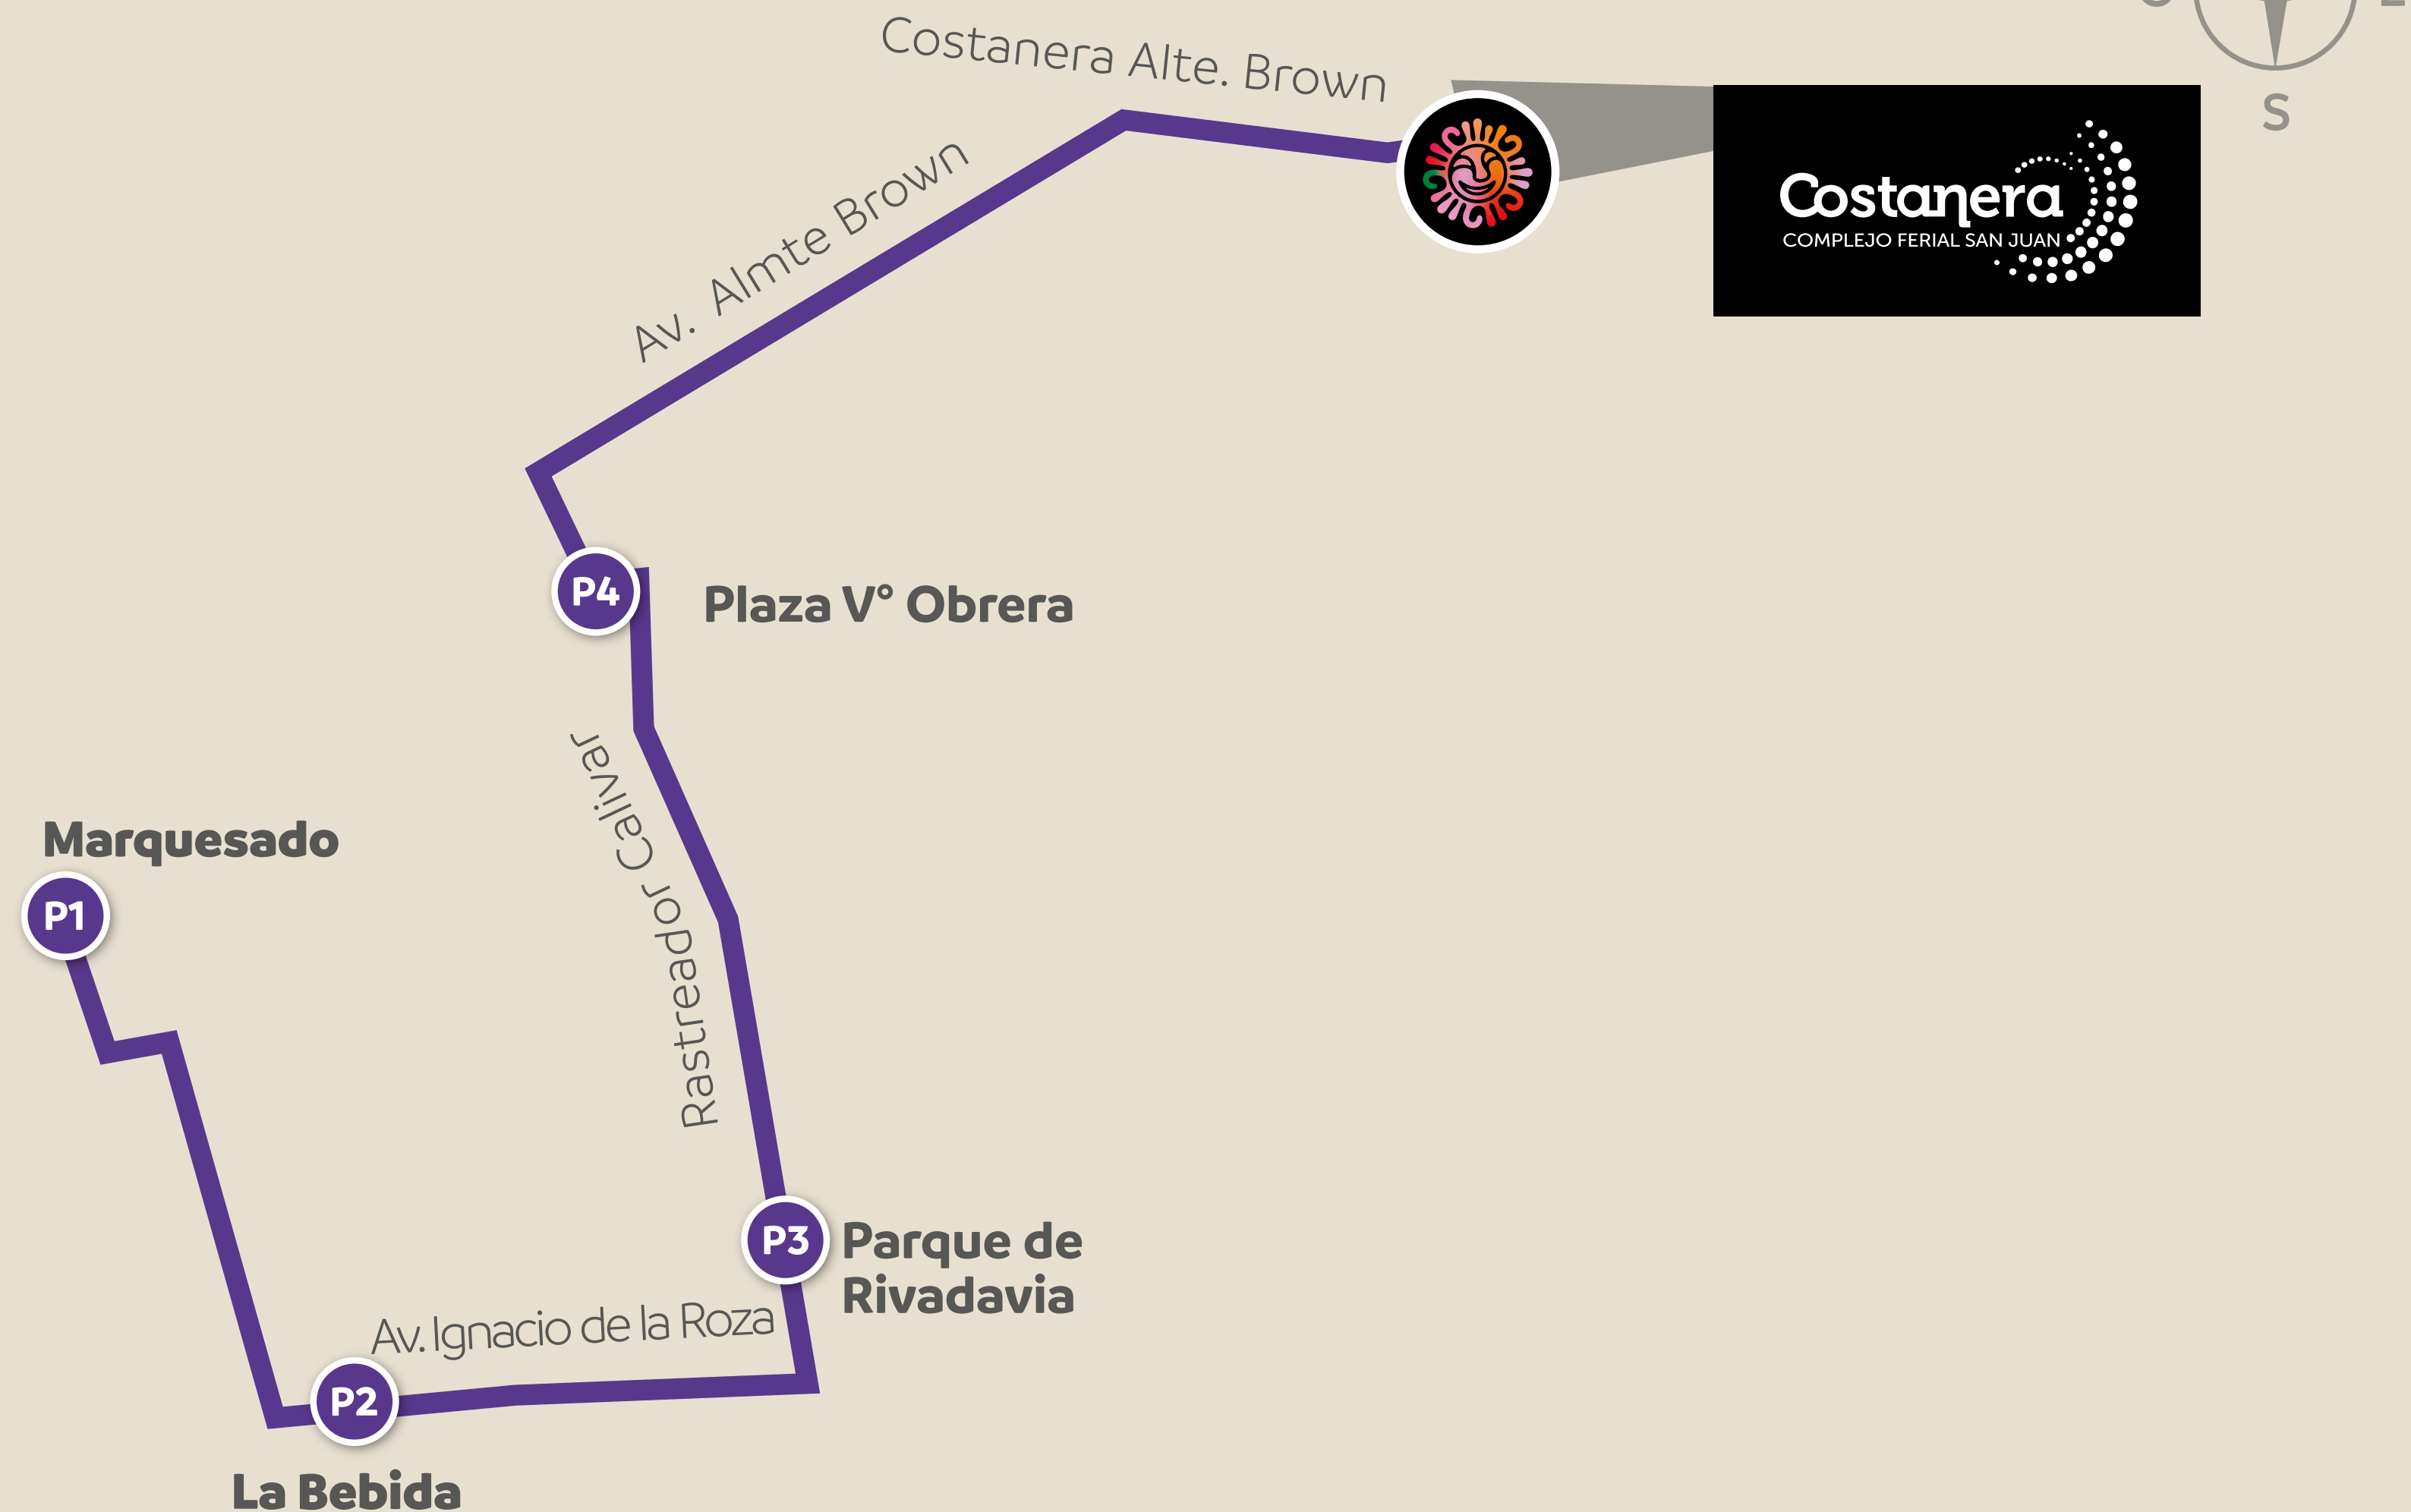 Costanera Alte. Brown
S
Costanera
COMPLEJO FERIAL SAN JUAN
Av. Almte Brown
P4
Plaza V° Obrera
Rastreador Calivar
Marquesado
P1
P3
Parque de
Rivadavia
Av. Ignacio de la Roza
P2
La Bebida